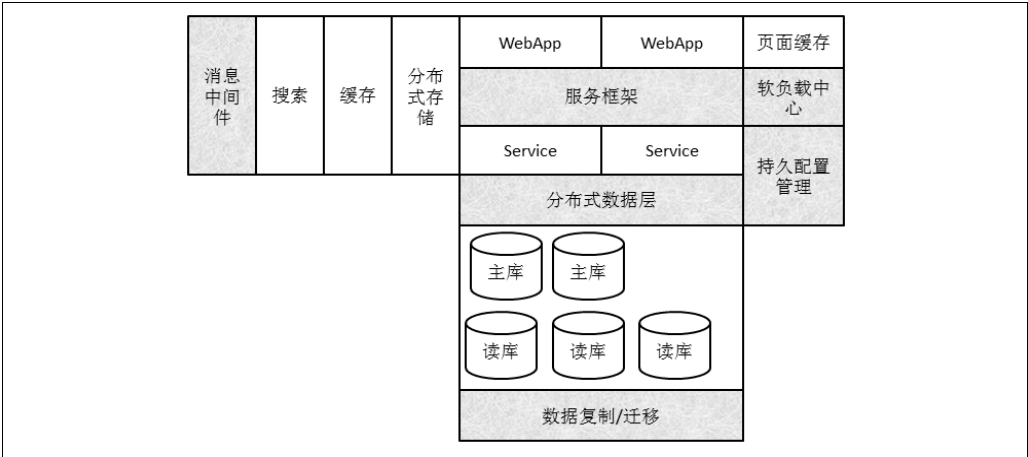 消息
中间
件
搜索
缓存
分布
式存
储
WebApp
WebApp
页面缓存
服务框架
软负载中
心
Service
Service
持久配置
管理
分布式数据层
主库
主库
读库
读库
读库
数据复制/迁移